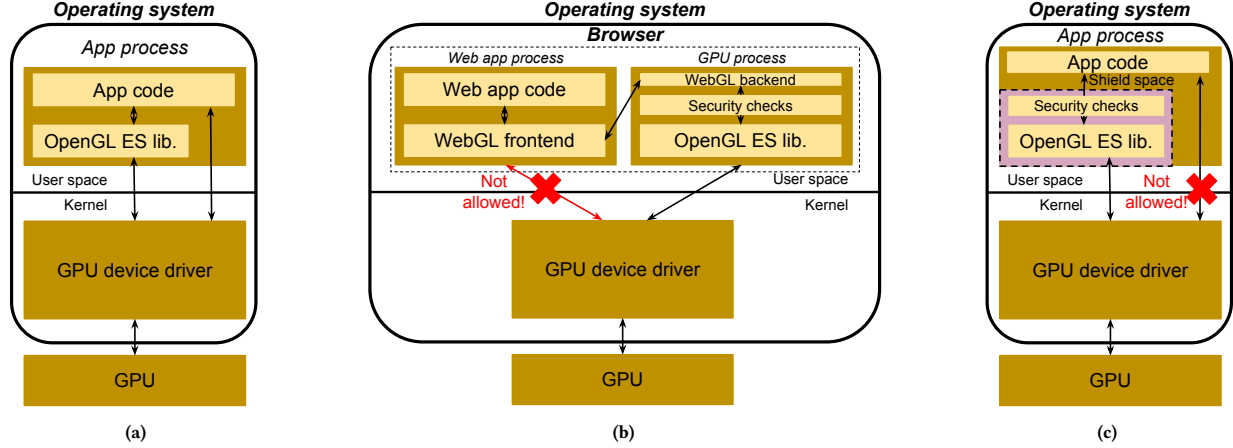 Operating system
App process
App code
OpenGL ES lib.
User space
Kernel
GPU device driver
GPU
(a)
Operating system
Browser
Web app process
Web app code
WebGL frontend
GPU process
WebGL backend
Security checks
OpenGL ES lib.
Not
allowed!
User space
Kernel
GPU device driver
GPU
(b)
Operating system
App process
App code
Shield space
Security checks
OpenGL ES lib.
User space
Kernel
Not
allowed!
GPU device driver
GPU
(c)